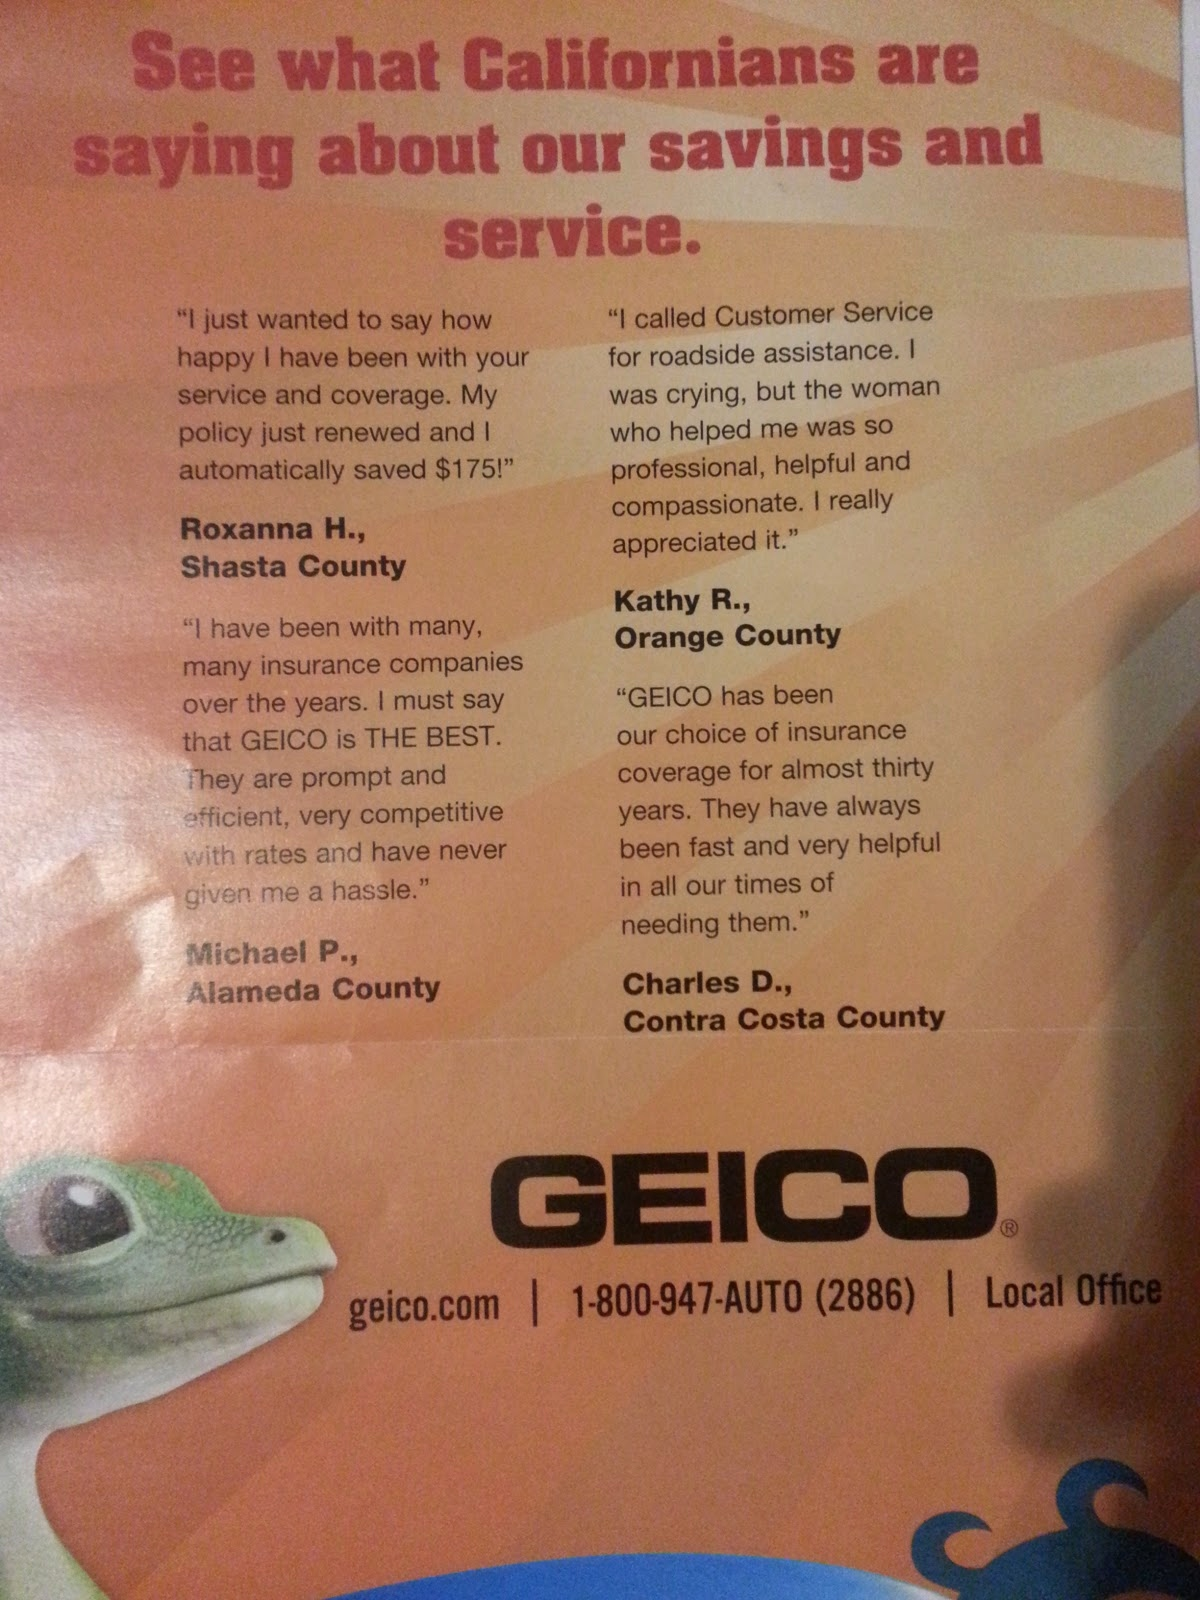 See what Californians are
saying about our savings and
service.
“I just wanted to say how
happy I have been with your
service and coverage. My
policy just renewed and I
automatically saved $175!”
Roxanna H.,
Shasta County
“I have been with many,
many insurance companies
over the years. I must say
that GEICO is THE BEST.
They are prompt and
efficient, very competitive
with rates and have never
given me a hassle.”
Michael P.,
Alameda County
“I called Customer Service
for roadside assistance. I
was crying, but the woman
who helped me was so
professional, helpful and
compassionate. I really
appreciated it.”
Kathy R.,
Orange County
“GEICO has been
our choice of insurance
coverage for almost thirty
years. They have always
been fast and very helpful
in all our times of
needing them.”
Charles D.,
Contra Costa County
GEICO®
geico.com | 1-800-947-AUTO (2886) | Local Office